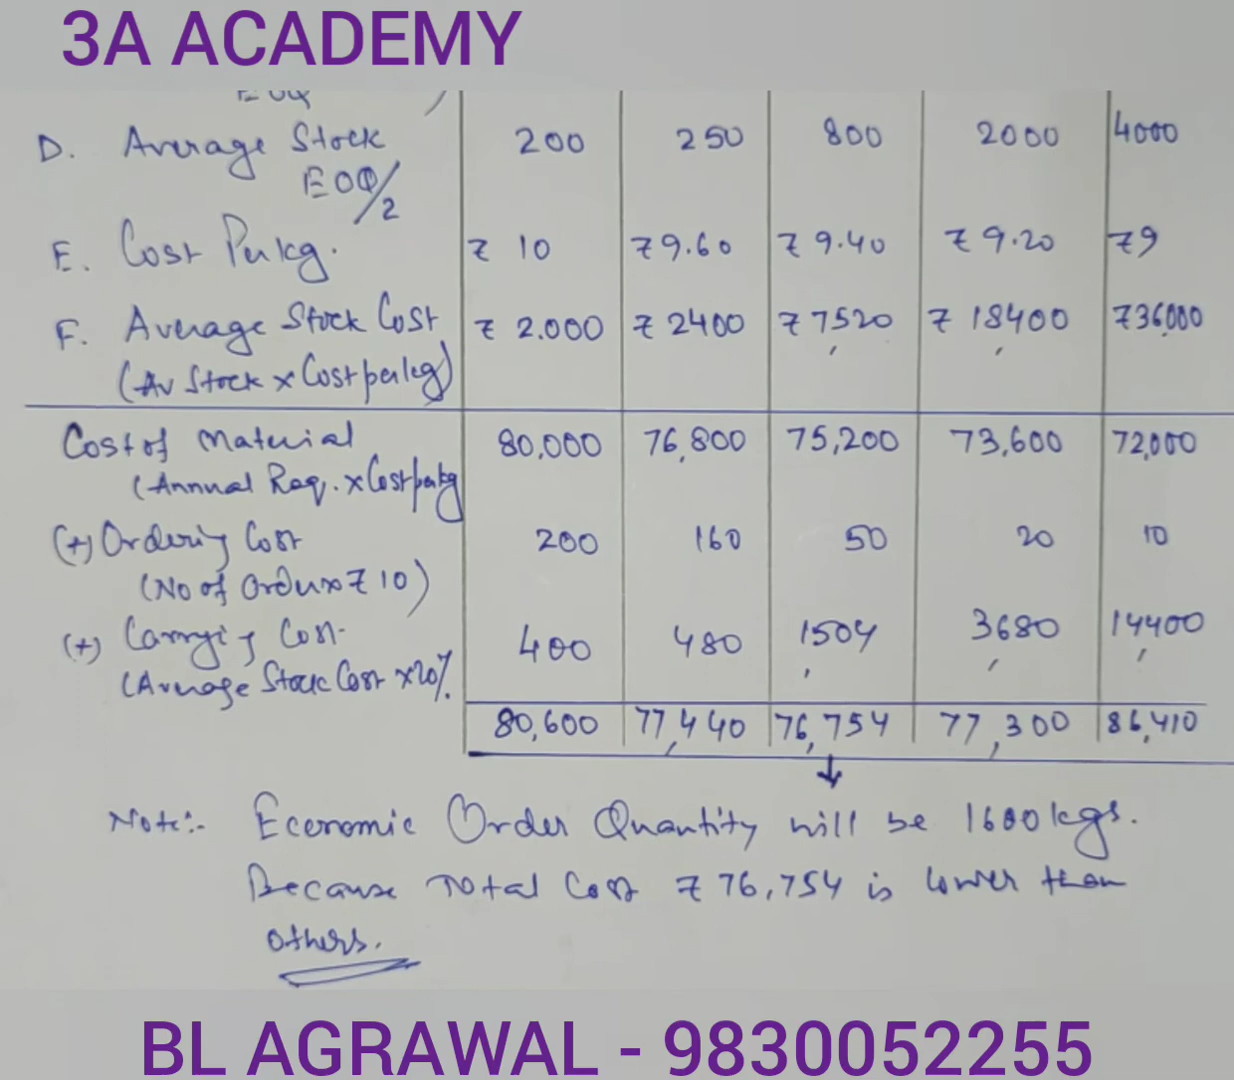 3A ACADEMY
EOQ )
D. Average Stock 200 250 800 2000 4000
EOQ/2
E. Cost Per kg. ₹ 10 ₹9.60 ₹9.40 ₹9.20 ₹9
F. Average Stock Cost ₹ 2.000 ₹ 2400 ₹7520 ₹ 18400 ₹36000
(Av Stock x Cost per kg)
Cost of Material 80,000 76,800 75,200 73,600 72,000
(Annual Req. x Cost per kg
(+) Ordering Cost 200 160 50 20 10
(No of Order x ₹ 10)
(+) Carrying Cost 400 480 1504 3680 14400
(Average Stock Cost x 20%
80,600 77,440 76,754 77,300 86,410
Note:- Economic Order Quantity will be 1600 kgs.
Because Total Cost ₹76,754 is lower than
others.
BL AGRAWAL - 9830052255